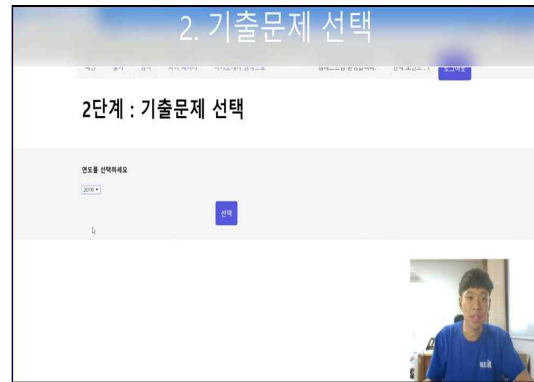 2. 기출문제 선택
2단계 : 기출문제 선택
연도를 선택하세요
2016
선택
unit